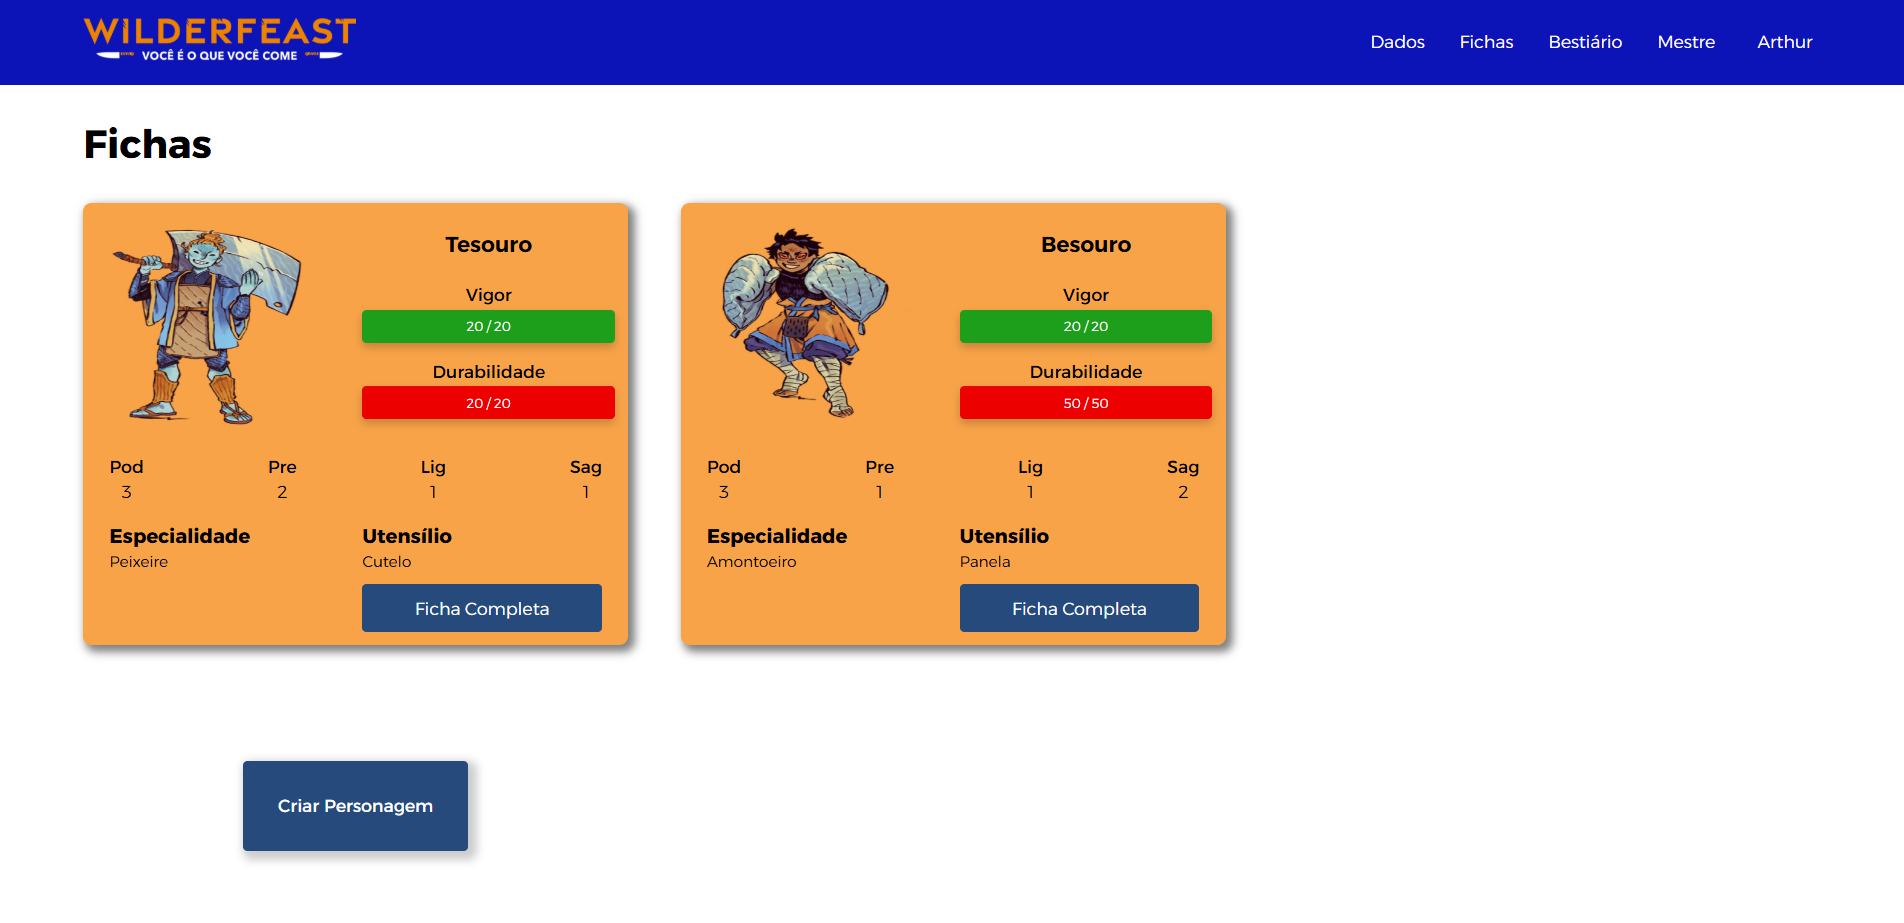 WILDERFEAST
VOCÊ É O QUE VOCÊ COME
Dados Fichas Bestiário Mestre Arthur
Fichas
Tesouro
Vigor
20 / 20
Durabilidade
20 / 20
Pod Pre Lig Sag
3 2 1 1
Especialidade Utensílio
Peixeire Cutelo
Ficha Completa
Besouro
Vigor
20 / 20
Durabilidade
50 / 50
Pod Pre Lig Sag
3 1 1 2
Especialidade Utensílio
Amontoeiro Panela
Ficha Completa
Criar Personagem